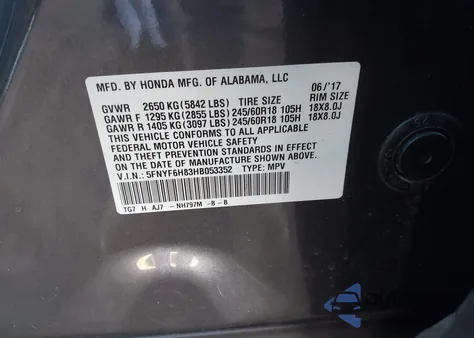 MFD. BY HONDA MFG. OF ALABAMA, LLC 06/'17
GVWR 2650 KG (5842 LBS) TIRE SIZE RIM SIZE
GAWR F 1295 KG (2855 LBS) 245/60R18 105H 18X8.0J
GAWR R 1405 KG (3097 LBS) 245/60R18 105H 18X8.0J
THIS VEHICLE CONFORMS TO ALL APPLICABLE
FEDERAL MOTOR VEHICLE SAFETY
STANDARDS AND BUMPER STANDARDS IN EFFECT
ON THE DATE OF MANUFACTURE SHOWN ABOVE.
V.I.N.: 5FNYF6H83HB053352 TYPE: MPV
TG7 H AJ7 -NH797M -B -B